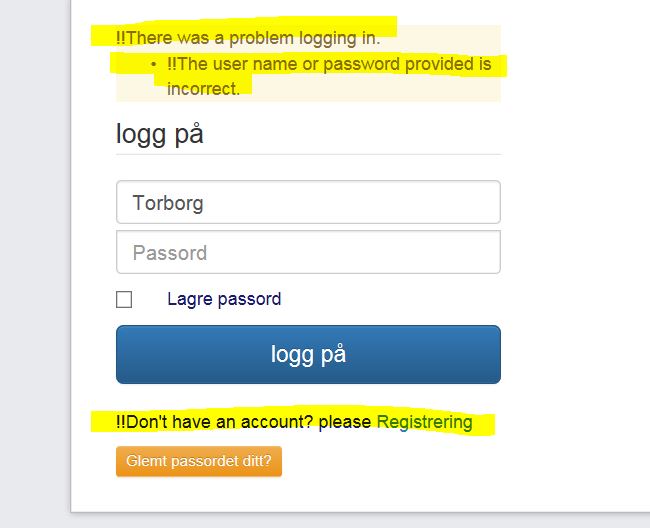 !!There was a problem logging in.
• !!The user name or password provided is
incorrect.
logg på
Torborg
Passord
Lagre passord
logg på
!!Don't have an account? please Registrering
Glemt passordet ditt?